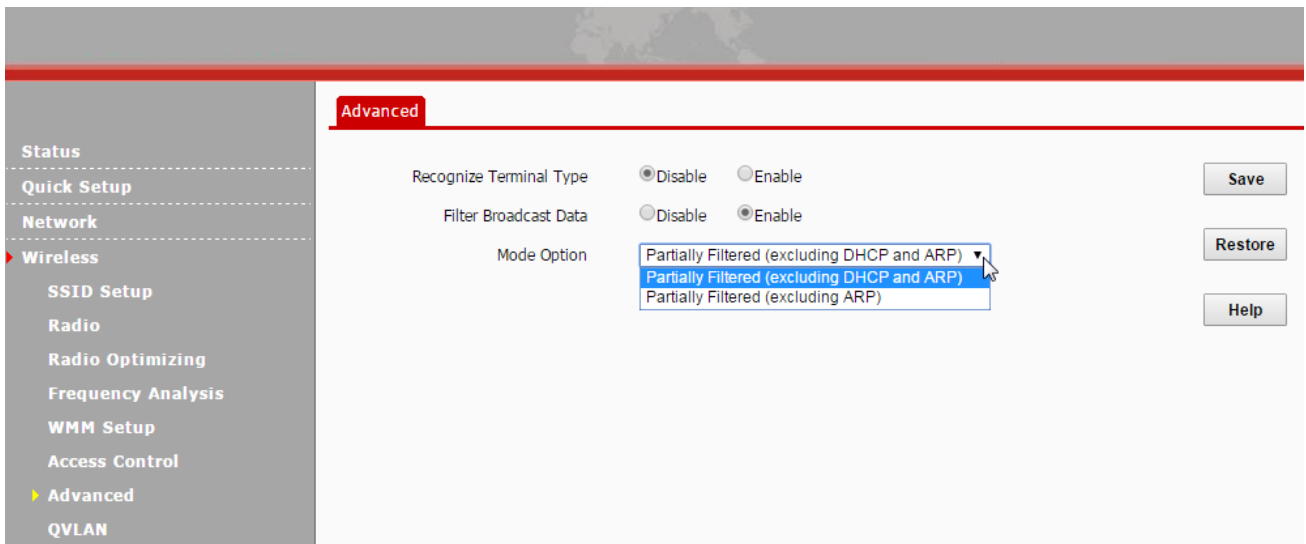 Advanced
Status
Quick Setup
Network
Wireless
SSID Setup
Radio
Radio Optimizing
Frequency Analysis
WMM Setup
Access Control
Advanced
QVLAN
Recognize Terminal Type Disable Enable
Filter Broadcast Data Disable Enable
Mode Option Partially Filtered (excluding DHCP and ARP)
Partially Filtered (excluding DHCP and ARP)
Partially Filtered (excluding ARP)
Save
Restore
Help